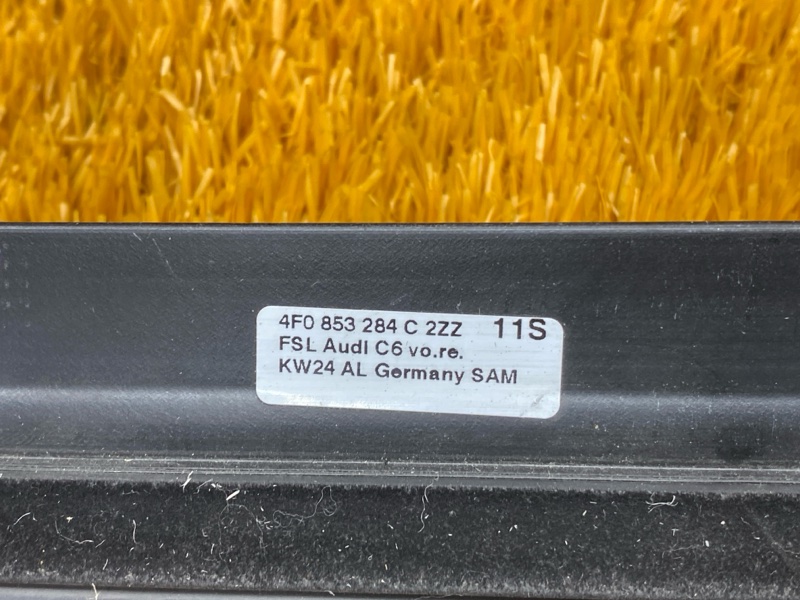 4F0 853 284 C 2ZZ 11S
FSL Audi C6 vo.re.
KW24 AL Germany SAM